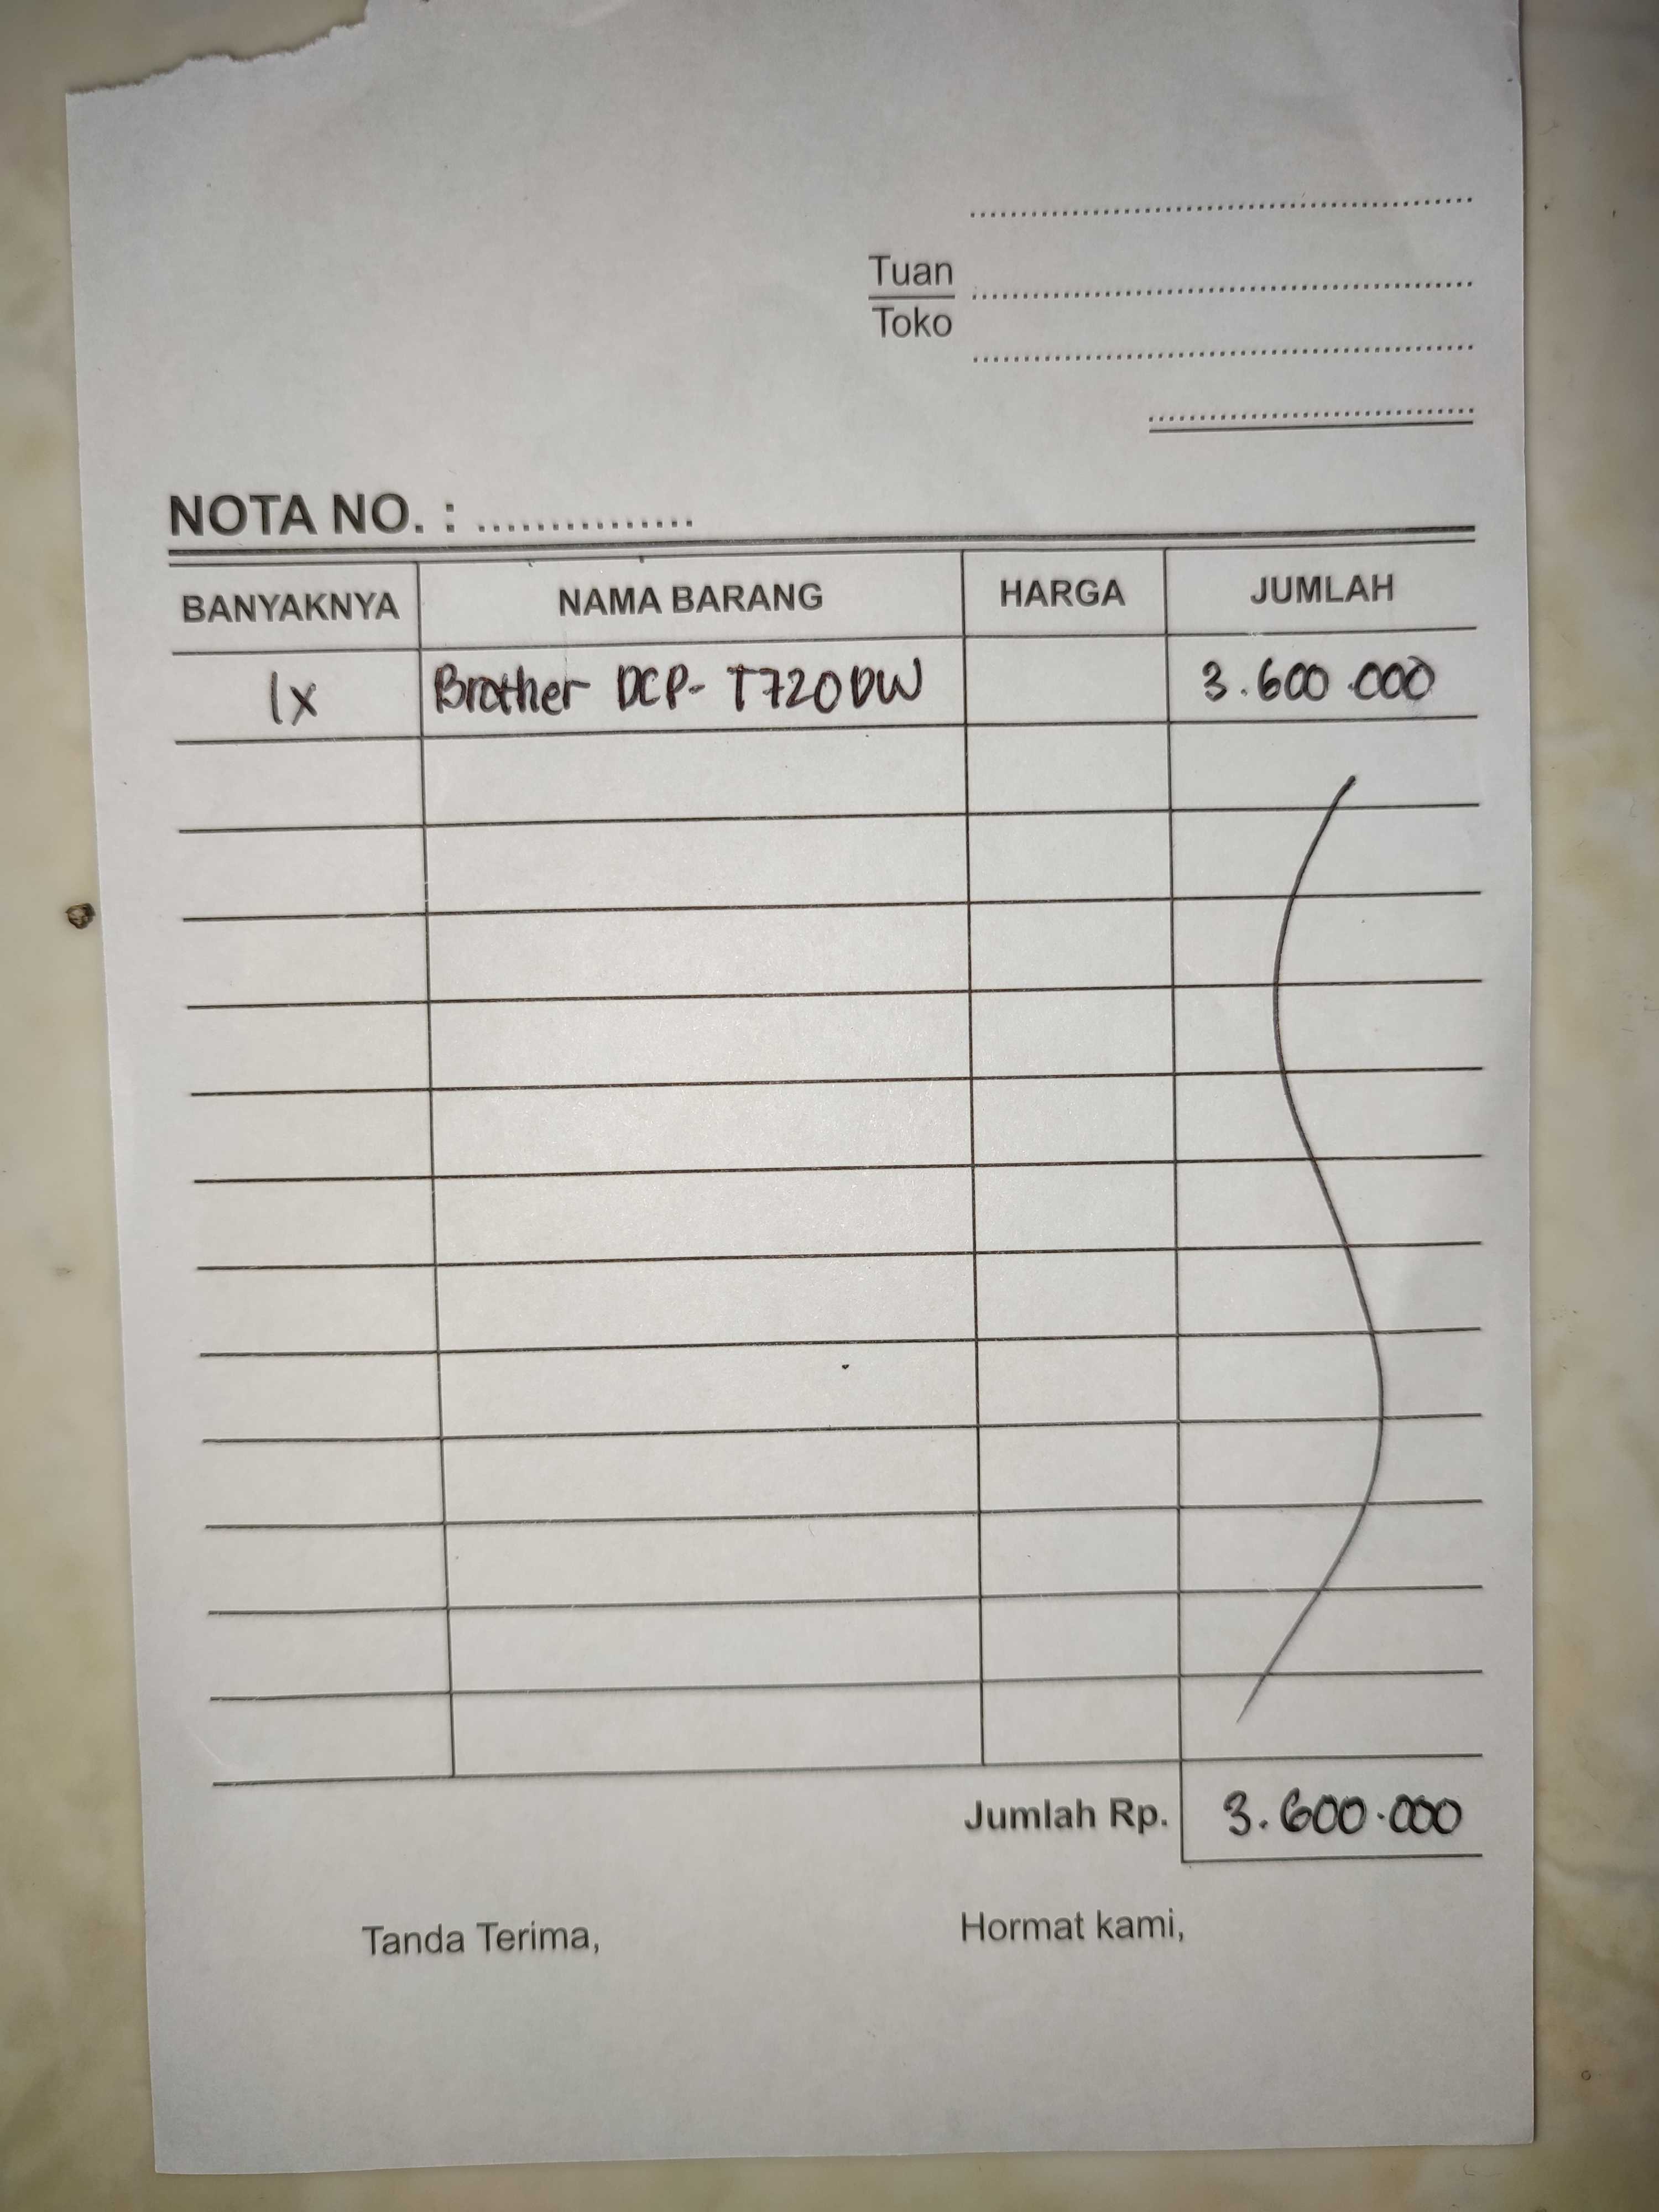 Tuan
Toko
NOTA NO. : ...............
BANYAKNYA NAMA BARANG HARGA JUMLAH
1x Brother DCP- T720DW 3.600.000
Jumlah Rp. 3.600.000
Tanda Terima, Hormat kami,